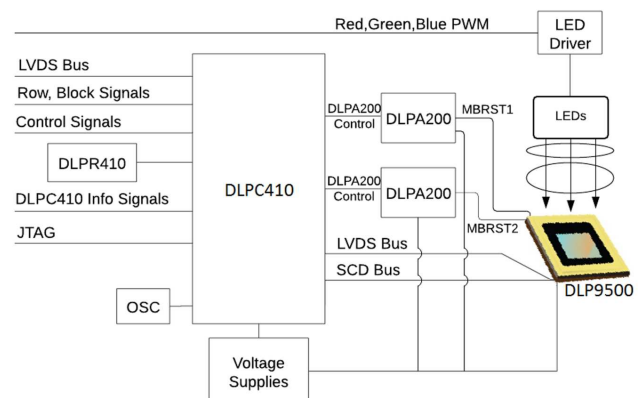 Red,Green,Blue PWM
LED
Driver
LVDS Bus
Row, Block Signals
Control Signals
DLPR410
DLPC410 Info Signals
JTAG
OSC
DLPC410
Voltage
Supplies
DLPA200
Control
DLPA200
MBRST1
DLPA200
Control
DLPA200
MBRST2
LVDS Bus
SCD Bus
LEDs
DLP9500